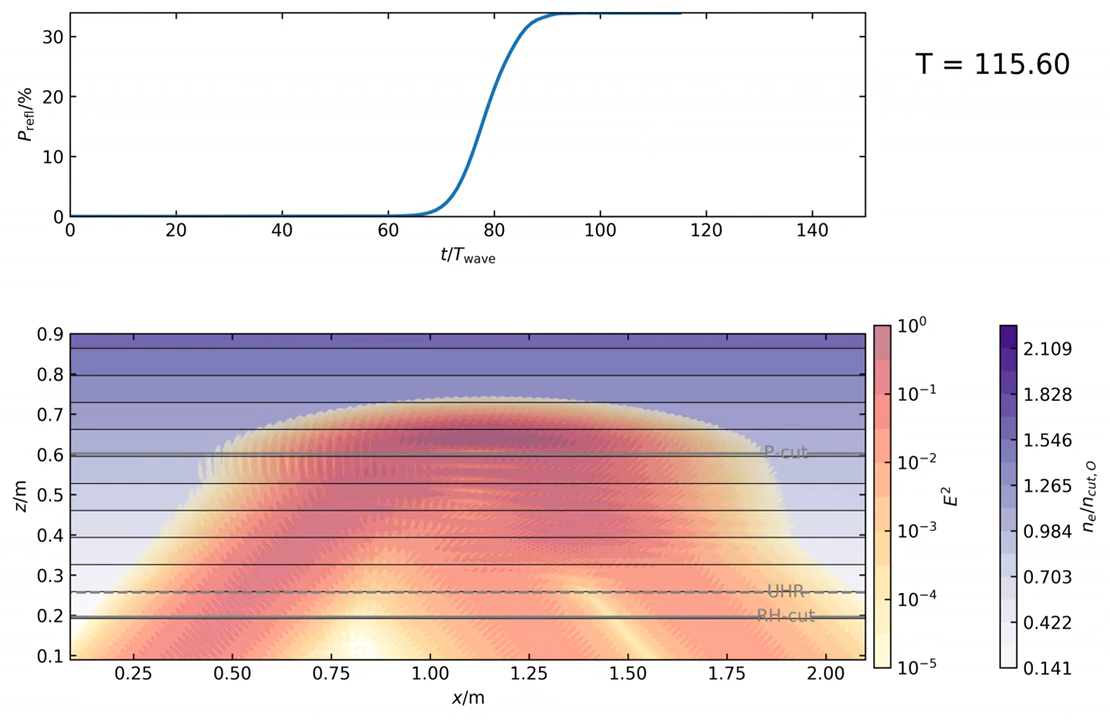 30
20
10
0
P_refl/%
0 20 40 60 80 100 120 140
t/T_wave
T = 115.60
0.9
0.8
0.7
0.6
0.5
0.4
0.3
0.2
0.1
z/m
P-cut
UHR
RH-cut
0.25 0.50 0.75 1.00 1.25 1.50 1.75 2.00
x/m
10⁰
10⁻¹
10⁻²
10⁻³
10⁻⁴
10⁻⁵
E²
2.109
1.828
1.546
1.265
0.984
0.703
0.422
0.141
n_e/n_cut,O